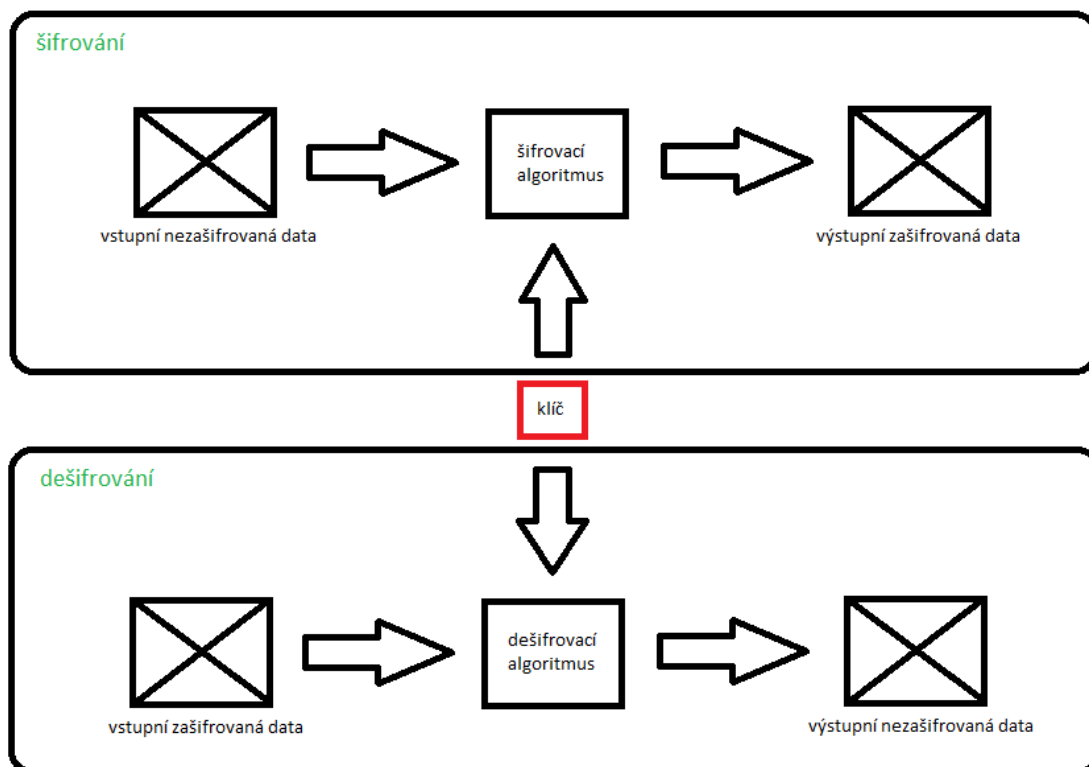 šifrování
šifrovací
algoritmus
vstupní nezašifrovaná data
výstupní zašifrovaná data
klíč
dešifrování
dešifrovací
algoritmus
vstupní zašifrovaná data
výstupní nezašifrovaná data